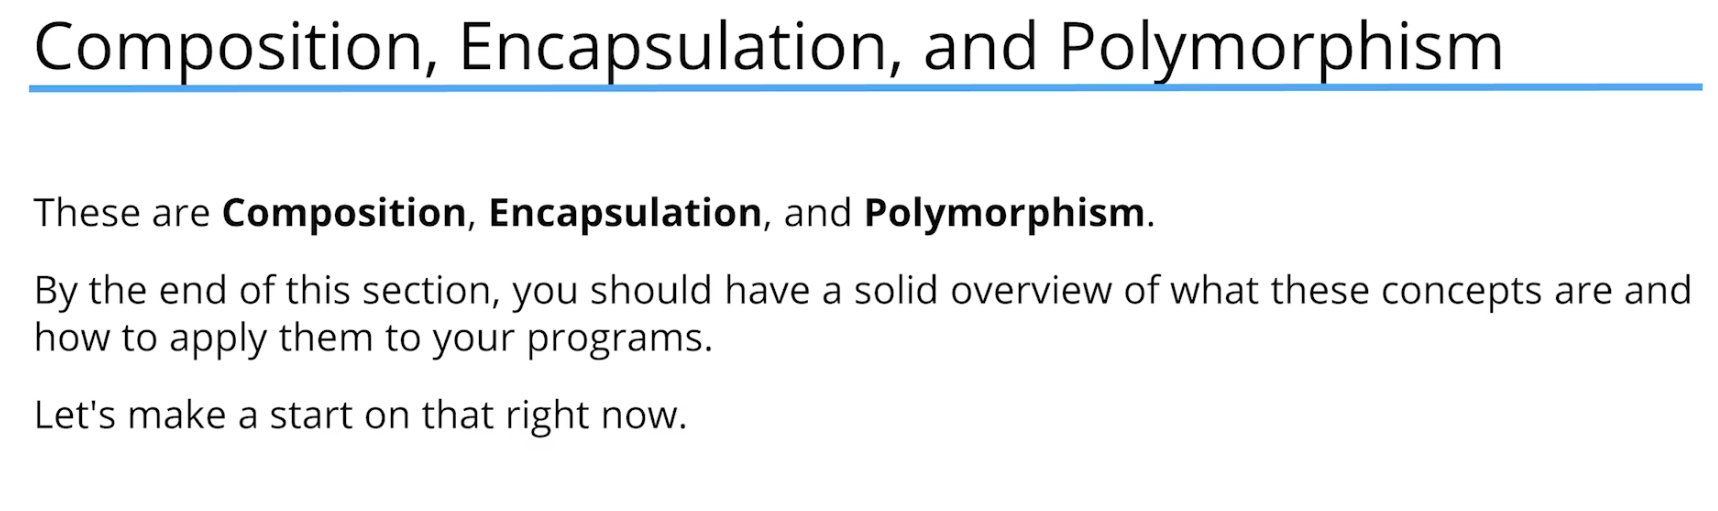 Composition, Encapsulation, and Polymorphism
These are Composition, Encapsulation, and Polymorphism.
By the end of this section, you should have a solid overview of what these concepts are and
how to apply them to your programs.
Let's make a start on that right now.